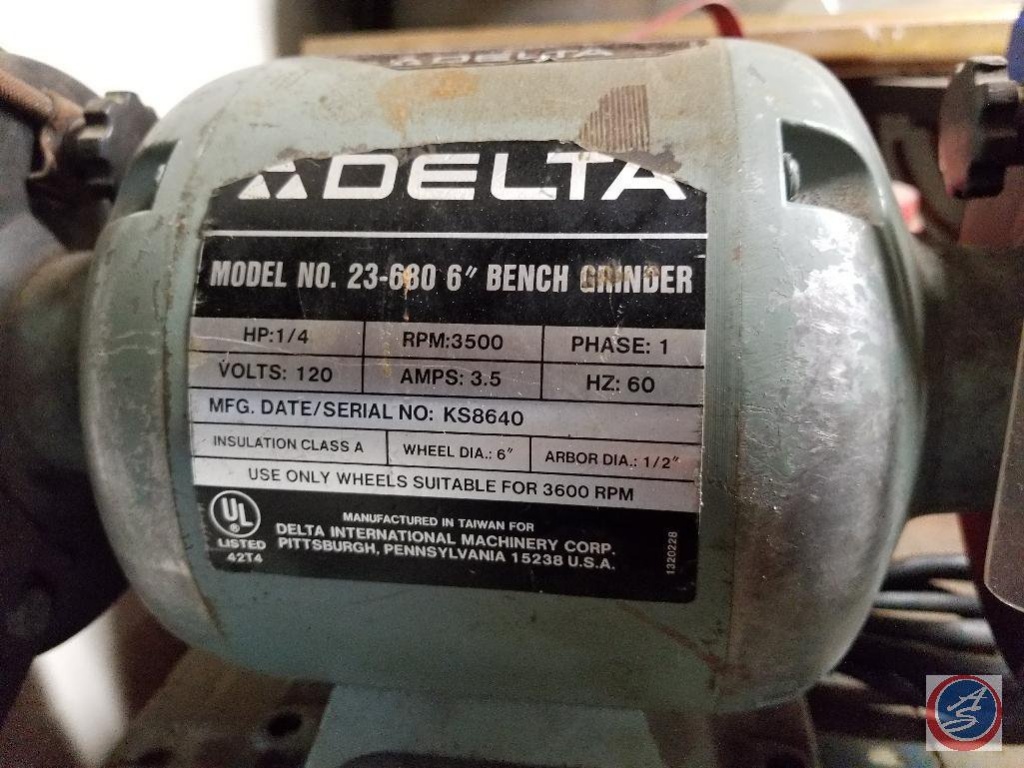 DELTA
DELTA
MODEL NO. 23-680 6" BENCH GRINDER
HP:1/4 RPM:3500 PHASE: 1
VOLTS: 120 AMPS: 3.5 HZ: 60
MFG. DATE/SERIAL NO: KS8640
INSULATION CLASS A WHEEL DIA.: 6" ARBOR DIA.: 1/2"
USE ONLY WHEELS SUITABLE FOR 3600 RPM
UL
®
LISTED
42T4
MANUFACTURED IN TAIWAN FOR
DELTA INTERNATIONAL MACHINERY CORP.
PITTSBURGH, PENNSYLVANIA 15238 U.S.A.
1320228
AS